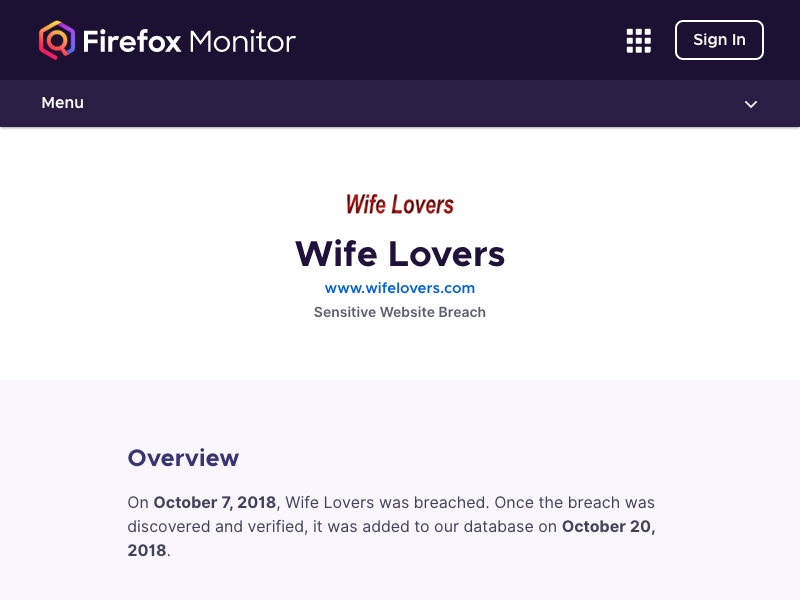 Firefox Monitor
Sign In
Menu
Wife Lovers
Wife Lovers
www.wifelovers.com
Sensitive Website Breach
Overview
On October 7, 2018, Wife Lovers was breached. Once the breach was
discovered and verified, it was added to our database on October 20,
2018.